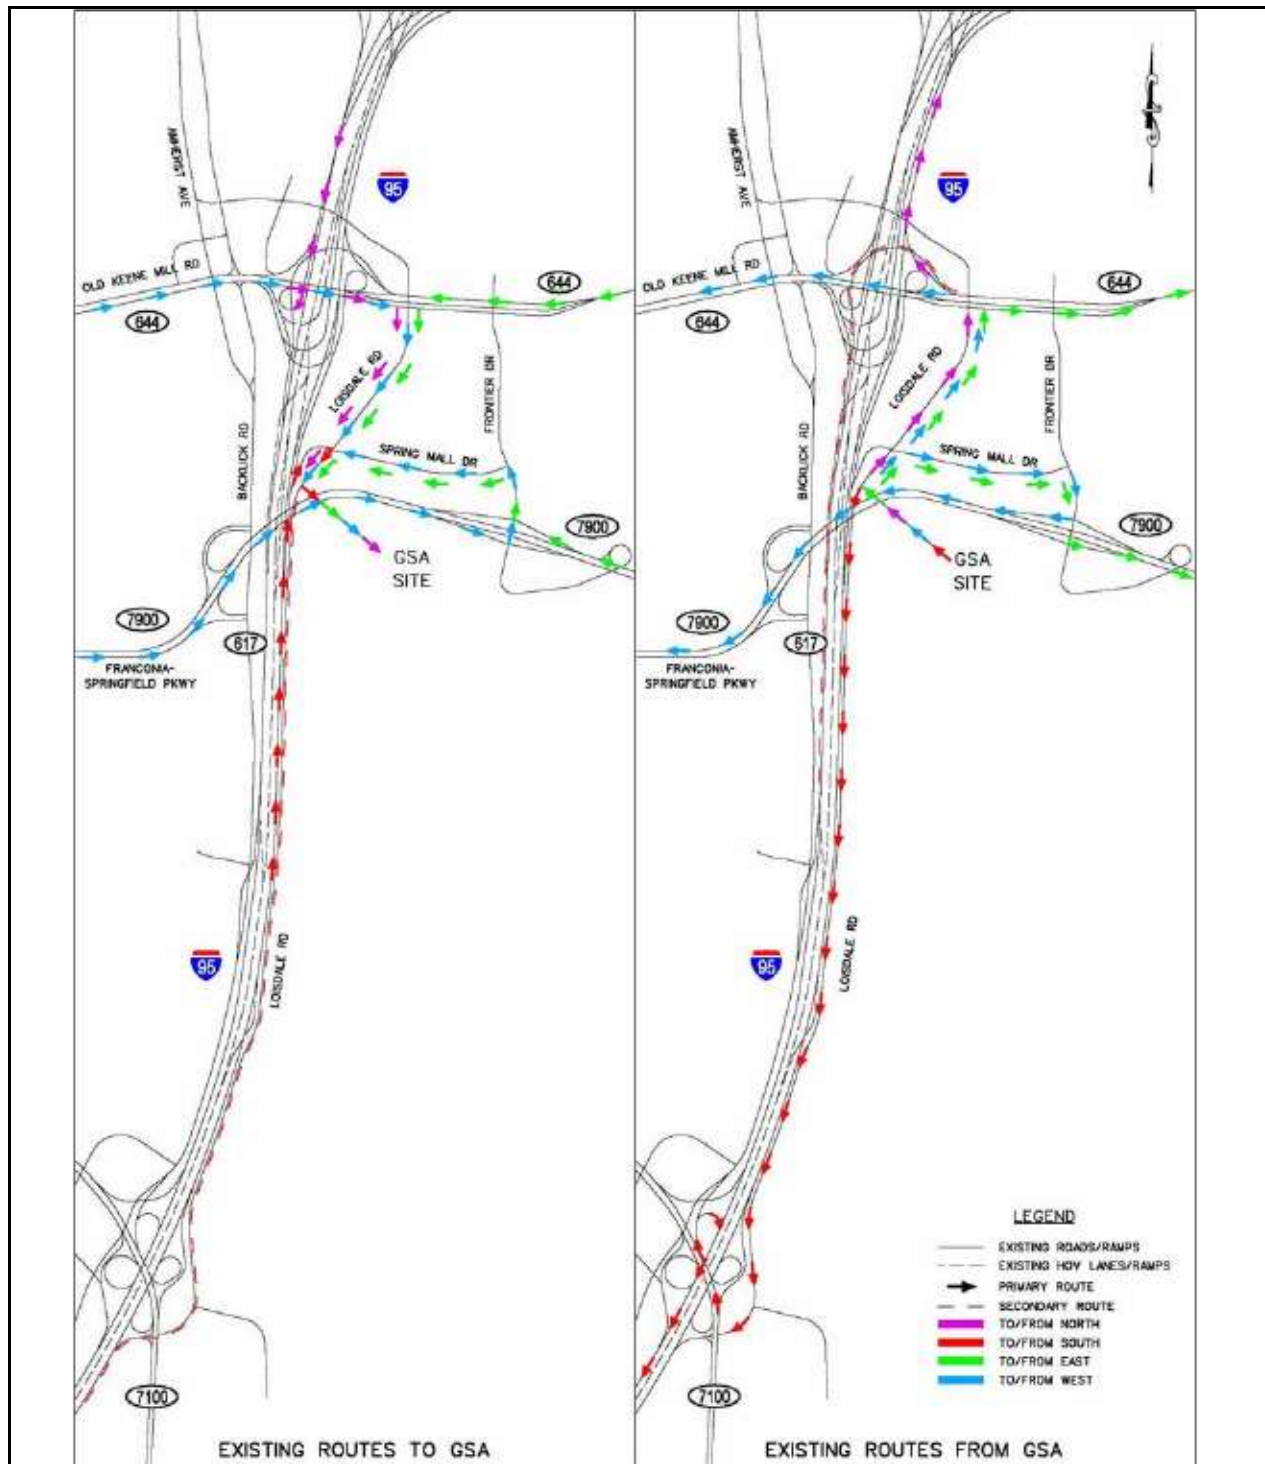 AMHERST AVE
95
OLD KEENE MILL RD
644
644
LOISDALE RD
FRONTIER DR
BACKLICK RD
SPRING MALL DR
7900
GSA
SITE
7900
617
FRANCONIA-
SPRINGFIELD PKWY
95
LOISDALE RD
7100
EXISTING ROUTES TO GSA
AMHERST AVE
95
OLD KEENE MILL RD
644
644
LOISDALE RD
FRONTIER DR
BACKLICK RD
SPRING MALL DR
7900
GSA
SITE
7900
617
FRANCONIA-
SPRINGFIELD PKWY
95
LOISDALE RD
7100
LEGEND
EXISTING ROADS/RAMPS
EXISTING HOV LANES/RAMPS
PRIMARY ROUTE
SECONDARY ROUTE
TO/FROM NORTH
TO/FROM SOUTH
TO/FROM EAST
TO/FROM WEST
EXISTING ROUTES FROM GSA